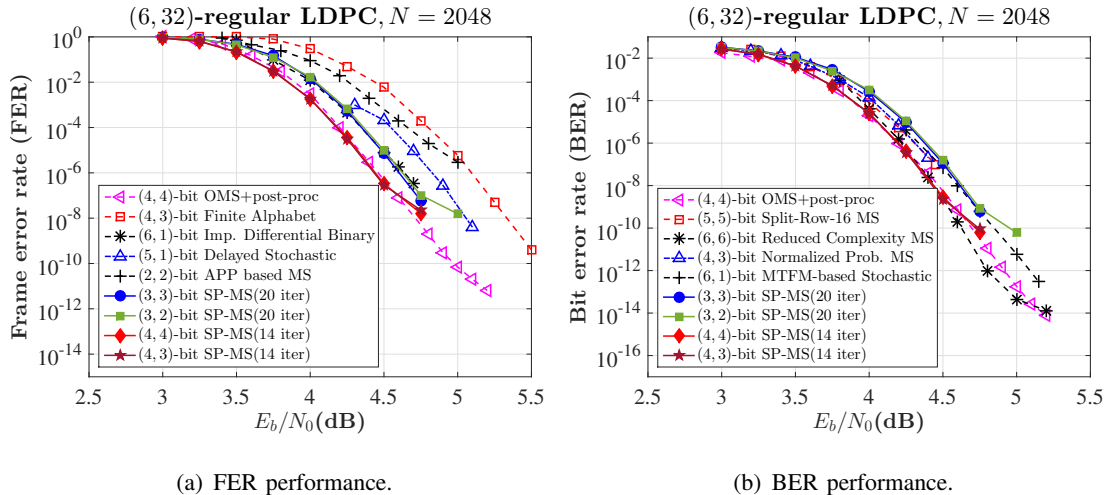 (6, 32)-regular LDPC, N = 2048
10^0
10^-2
10^-4
10^-6
10^-8
10^-10
10^-12
10^-14
Frame error rate (FER)
(4, 4)-bit OMS+post-proc
(4, 3)-bit Finite Alphabet
(6, 1)-bit Imp. Differential Binary
(5, 1)-bit Delayed Stochastic
(2, 2)-bit APP based MS
(3, 3)-bit SP-MS(20 iter)
(3, 2)-bit SP-MS(20 iter)
(4, 4)-bit SP-MS(14 iter)
(4, 3)-bit SP-MS(14 iter)
2.5 3 3.5 4 4.5 5 5.5
E_b/N_0(dB)
(a) FER performance.
(6, 32)-regular LDPC, N = 2048
10^-2
10^-4
10^-6
10^-8
10^-10
10^-12
10^-14
10^-16
Bit error rate (BER)
(4, 4)-bit OMS+post-proc
(5, 5)-bit Split-Row-16 MS
(6, 6)-bit Reduced Complexity MS
(4, 3)-bit Normalized Prob. MS
(6, 1)-bit MTFM-based Stochastic
(3, 3)-bit SP-MS(20 iter)
(3, 2)-bit SP-MS(20 iter)
(4, 4)-bit SP-MS(14 iter)
(4, 3)-bit SP-MS(14 iter)
2.5 3 3.5 4 4.5 5 5.5
E_b/N_0(dB)
(b) BER performance.